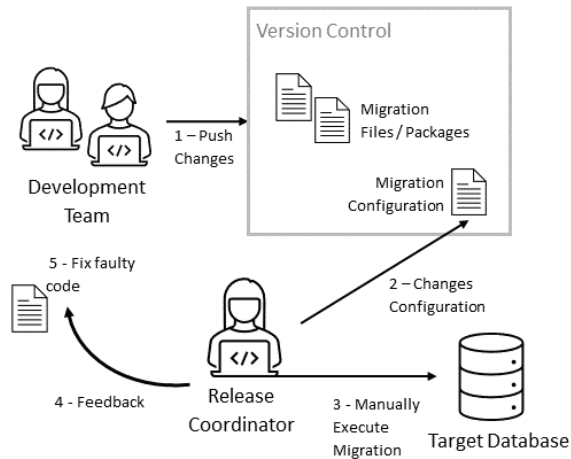 Version Control
Migration
Files / Packages
</>
</>
1 – Push
Changes
Development
Team
Migration
Configuration
5 - Fix faulty
code
2 – Changes
Configuration
</>
4 - Feedback
Release
Coordinator
3 - Manually
Execute
Migration
Target Database